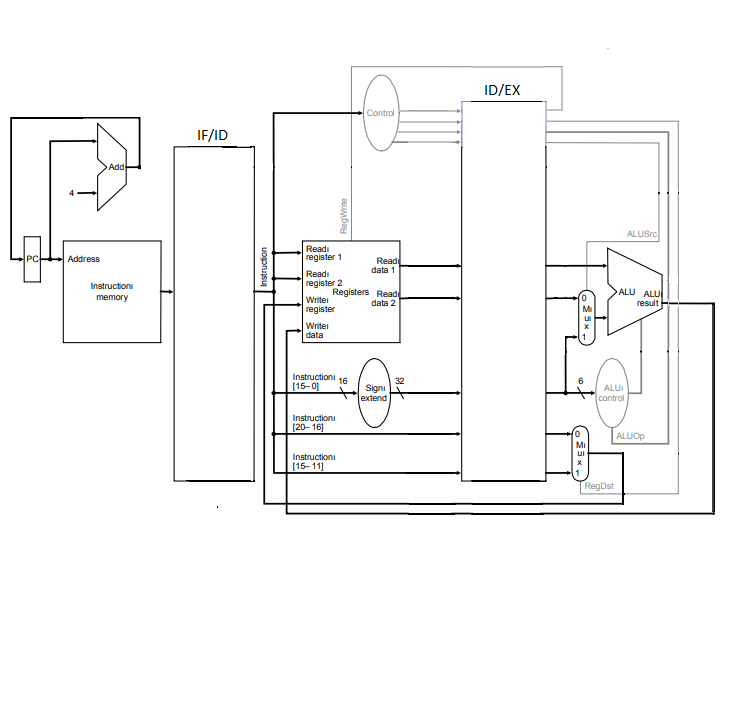 ID/EX
Control
IF/ID
Add
4
RegWrite
ALUSrc
PC
Address
Instruction
memory
Instruction
Read
register 1
Read
register 2
Registers
Write
register
Write
data
Read
data 1
Read
data 2
0
M
u
x
1
ALU
ALU
result
Instruction
[15–0]
16
Sign
extend
32
6
ALU
control
Instruction
[20–16]
Instruction
[15–11]
0
M
u
x
1
ALUOp
RegDst